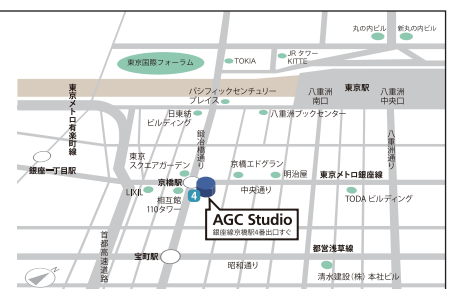 丸の内ビル
新丸の内ビル
JR タワー
KITTE
TOKIA
東京国際フォーラム
東京駅
パシフィックセンチュリー
プレイス
八重洲
南口
八重洲
中央口
東京メトロ有楽町線
日東紡
ビルディング
鍛冶橋通り
八重洲ブックセンター
八重洲通り
東京
スクエアガーデン
京橋エドグラン
銀座一丁目駅
京橋駅
明治屋
東京メトロ銀座線
LIXIL
相互館
110タワー
4
中央通り
TODA ビルディング
AGC Studio
銀座線京橋駅4番出口すぐ
首都高速道路
宝町駅
都営浅草線
昭和通り
清水建設(株) 本社ビル